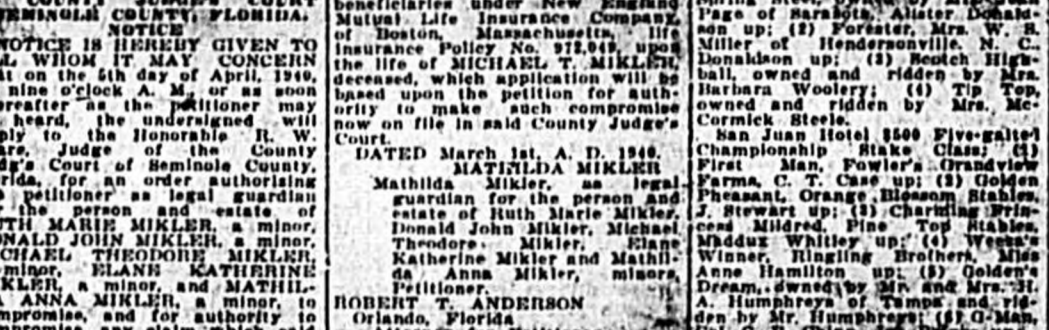 COUNTY JUDGE'S COURT
SEMINOLE COUNTY, FLORIDA.
NOTICE
NOTICE IS HEREBY GIVEN TO
WHOM IT MAY CONCERN
on the 5th day of April, 1940,
nine o'clock A. M., or as soon
as the petitioner may
heard, the undersigned will
to the Honorable R. W.
Judge of the County
Court of Seminole County,
for an order authorizing
petitioner as legal guardian
the person and estate of
MARIE MIKLER, a minor,
JOHN MIKLER, a minor,
THEODORE MIKLER,
minor, ELANE KATHERINE
a minor, and MATHIL-
ANNA MIKLER, a minor, to
and for authority to
any claim which said
beneficiaries under New England
Mutual Life Insurance Company,
of Boston, Massachusetts, life
insurance Policy No. 972,049, upon
the life of MICHAEL T. MIKLER,
deceased, which application will be
based upon the petition for auth-
ority to make such compromise
now on file in said County Judge's
Court.
DATED March 1st, A. D. 1940.
MATHILDA MIKLER
Mathilda Mikler, as legal
guardian for the person and
estate of Ruth Marie Mikler,
Donald John Mikler, Michael
Theodore Mikler, Elane
Katherine Mikler and Mathil-
da Anna Mikler, minors,
Petitioner.
ROBERT T. ANDERSON
Orlando, Florida
Page of Sarasota, Alister Donald-
son up; (2) Forester, Mrs. W. S.
Miller of Hendersonville, N. C.,
Donaldson up; (3) Scotch High-
ball, owned and ridden by Mrs.
Barbara Woolery; (4) Tip Top,
owned and ridden by Mrs. Mc-
Cormick Steele.
San Juan Hotel $500 Five-gaited
Championship Stake Class; (1)
First Man, Fowler's Grandview
Farms, C. T. Case up; (2) Golden
Pheasant, Orange Blossom Stables,
J. Stewart up; (3) Charming Prin-
cess Mildred, Pine Top Stables,
Maddux Whitley up; (4) Weeks's
Winner, Ringling Brothers, Miss
Anne Hamilton up; (5) Golden's
Dream, owned by Mr. and Mrs. H.
A. Humphreys of Tampa and rid-
den by Mr. Humphreys; (6) G-Man,